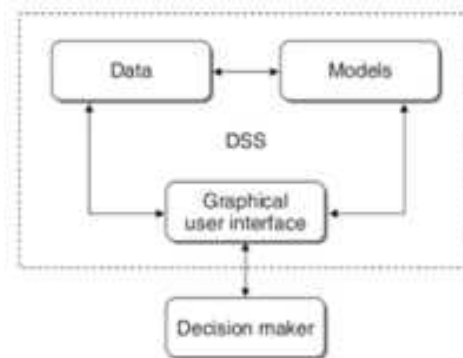 Data
Models
DSS
Graphical
user interface
Decision maker